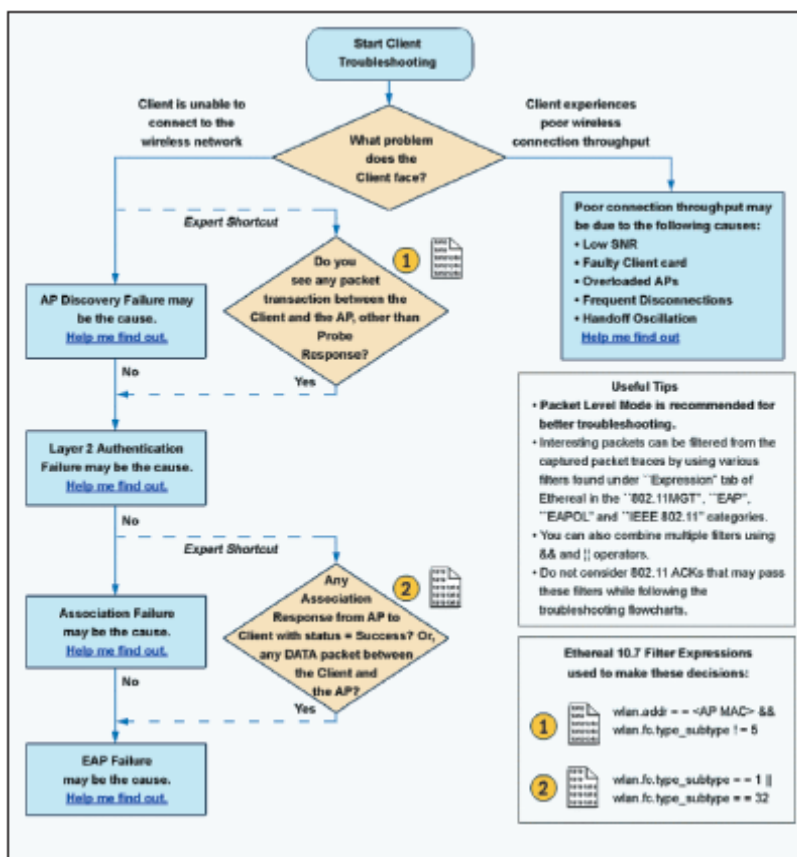 Start Client
Troubleshooting
Client is unable to
connect to the
wireless network
Client experiences
poor wireless
connection throughput
What problem
does the
Client face?
Expert Shortcut
1
Do you
see any packet
transaction between the
Client and the AP, other than
Probe
Response?
Poor connection throughput may
be due to the following causes:
• Low SNR
• Faulty Client card
• Overloaded APs
• Frequent Disconnections
• Handoff Oscillation
Help me find out
AP Discovery Failure may
be the cause.
Help me find out.
No
Yes
Layer 2 Authentication
Failure may be the cause.
Help me find out.
No
Expert Shortcut
2
Any
Association
Response from AP to
Client with status = Success? Or,
any DATA packet between
the Client and
the AP?
Association Failure
may be the cause.
Help me find out.
No
Yes
EAP Failure
may be the cause.
Help me find out.
Useful Tips
• Packet Level Mode is recommended for
better troubleshooting.
• Interesting packets can be filtered from the
captured packet traces by using various
filters found under ``Expression" tab of
Ethereal in the ``802.11MGT", ``EAP",
``EAPOL" and ``IEEE 802.11" categories.
• You can also combine multiple filters using
&& and || operators.
• Do not consider 802.11 ACKs that may pass
these filters while following the
troubleshooting flowcharts.
Ethereal 10.7 Filter Expressions
used to make these decisions:
1
wlan.addr = = <AP MAC> &&
wlan.fc.type_subtype ! = 5
2
wlan.fc.type_subtype = = 1 ||
wlan.fc.type_subtype = = 32